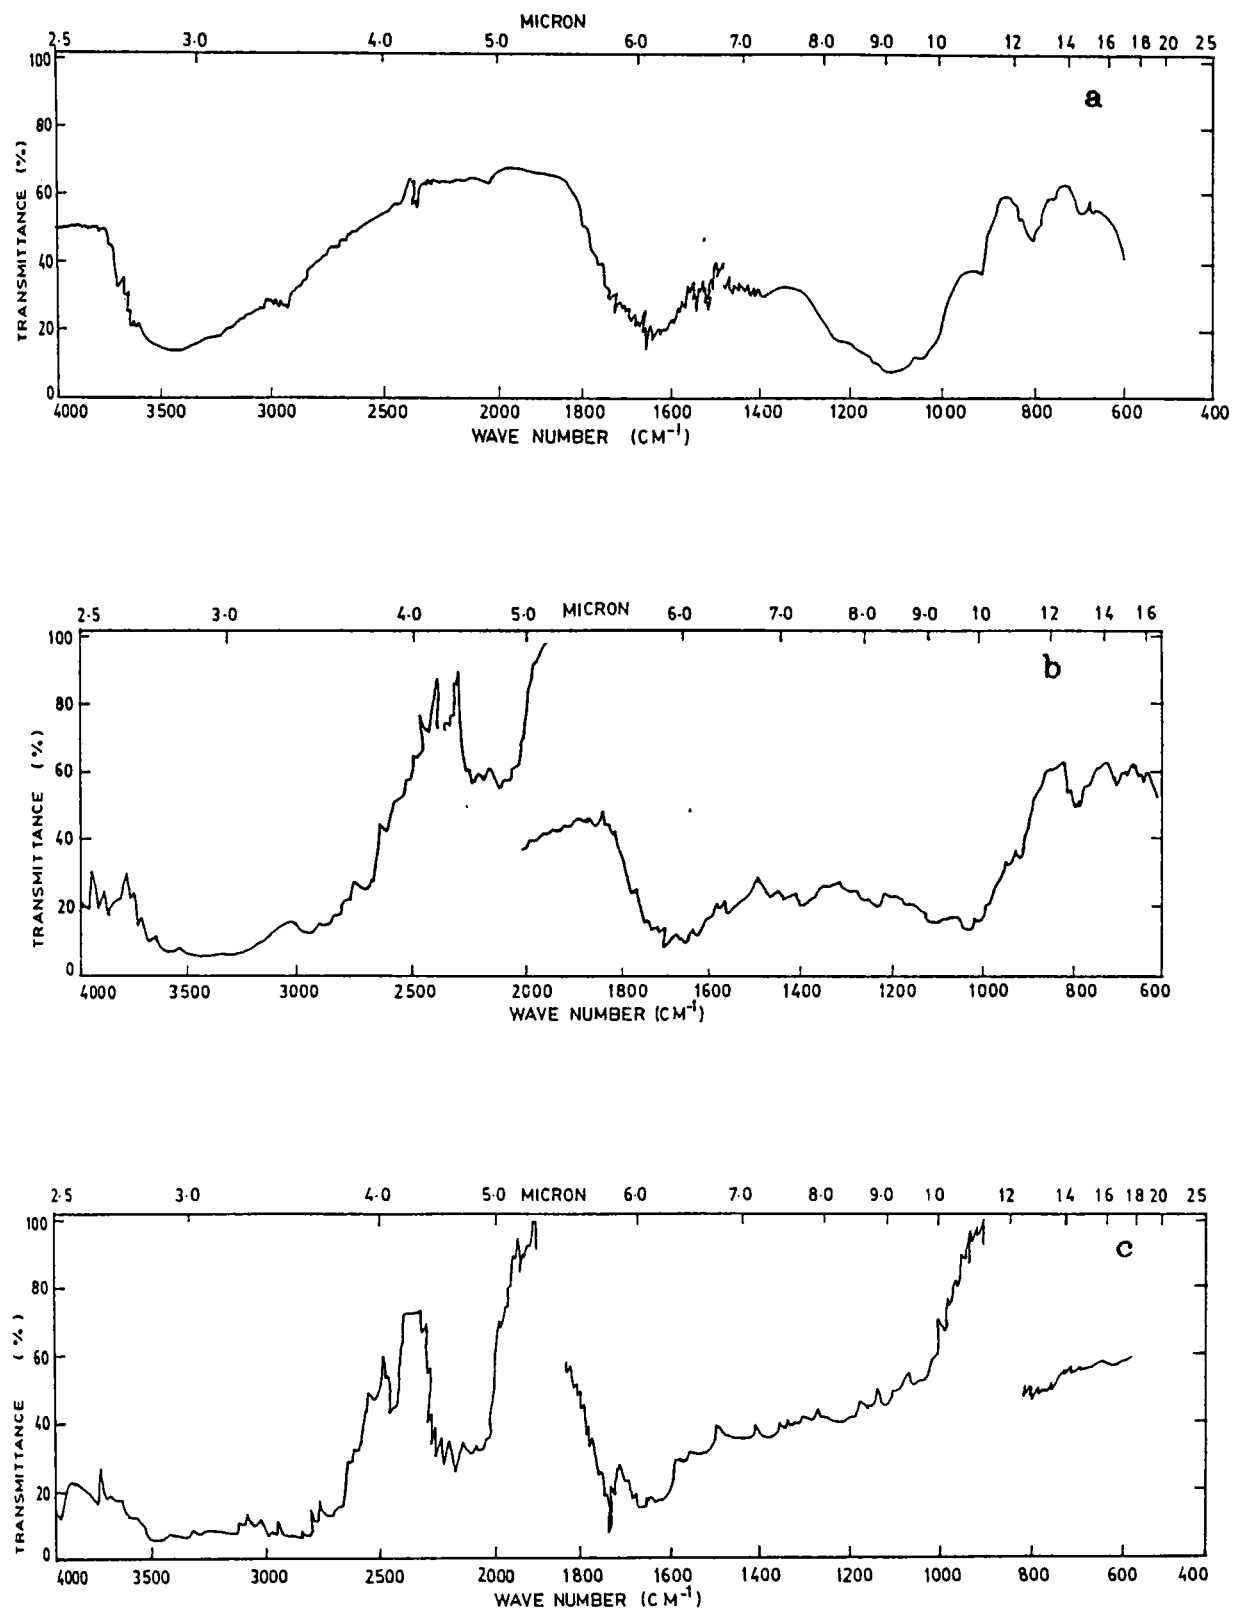 MICRON
2.5 3.0 4.0 5.0 6.0 7.0 8.0 9.0 10 12 14 16 18 20 25
a
TRANSMITTANCE (%)
100
80
60
40
20
0
4000 3500 3000 2500 2000 1800 1600 1400 1200 1000 800 600 400
WAVE NUMBER (CM-1)
2.5 3.0 4.0 5.0 MICRON 6.0 7.0 8.0 9.0 10 12 14 16
b
TRANSMITTANCE (%)
100
80
60
40
20
0
4000 3500 3000 2500 2000 1800 1600 1400 1200 1000 800 600
WAVE NUMBER (CM-1)
2.5 3.0 4.0 5.0 MICRON 6.0 7.0 8.0 9.0 10 12 14 16 18 20 25
c
TRANSMITTANCE (%)
100
80
60
40
20
0
4000 3500 3000 2500 2000 1800 1600 1400 1200 1000 800 600 400
WAVE NUMBER (CM-1)